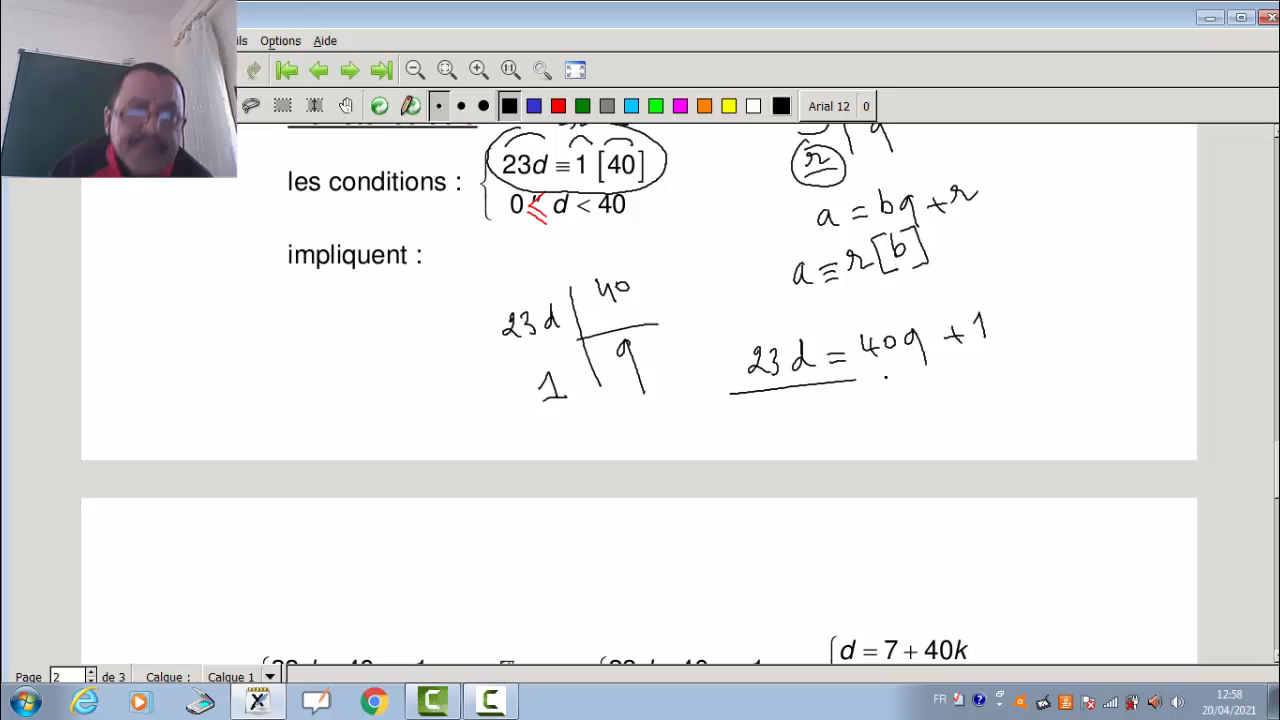 ls Options Aide
Arial 12 0
23d ≡ 1 [40]
les conditions :
0 ≤ d < 40
impliquent :
r
q
a = bq + r
a ≡ r [b]
23d 40
1 q
23d = 40q + 1
d = 7 + 40k
Page 2 de 3 Calque : Calque 1
FR 12:58
20/04/2021